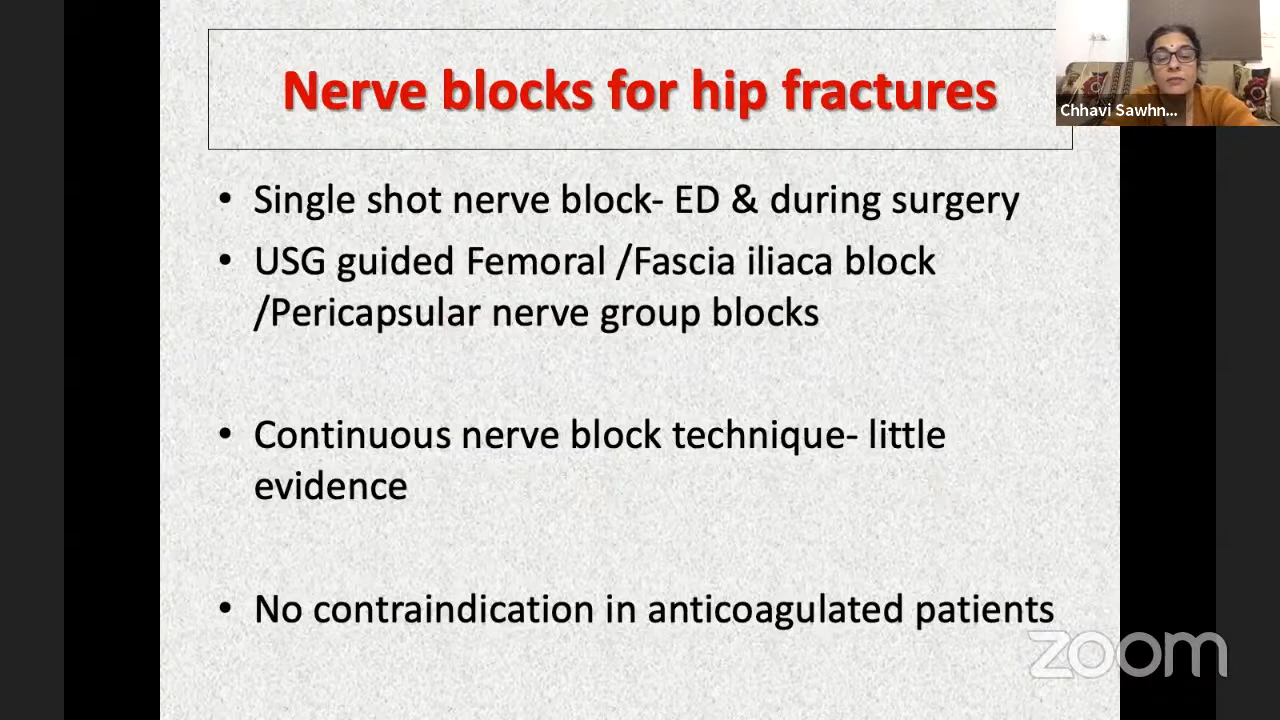 Nerve blocks for hip fractures
Chhavi Sawhn...
• Single shot nerve block- ED & during surgery
• USG guided Femoral /Fascia iliaca block
/Pericapsular nerve group blocks
• Continuous nerve block technique- little
evidence
• No contraindication in anticoagulated patients
zoom